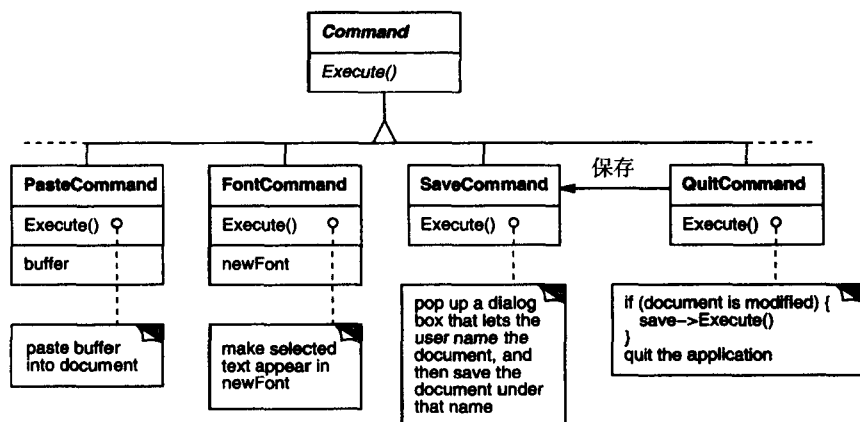 Command
Execute()
PasteCommand
Execute()
buffer
FontCommand
Execute()
newFont
SaveCommand
Execute()
保存
QuitCommand
Execute()
paste buffer
into document
make selected
text appear in
newFont
pop up a dialog
box that lets the
user name the
document, and
then save the
document under
that name
if (document is modified) {
save->Execute()
}
quit the application